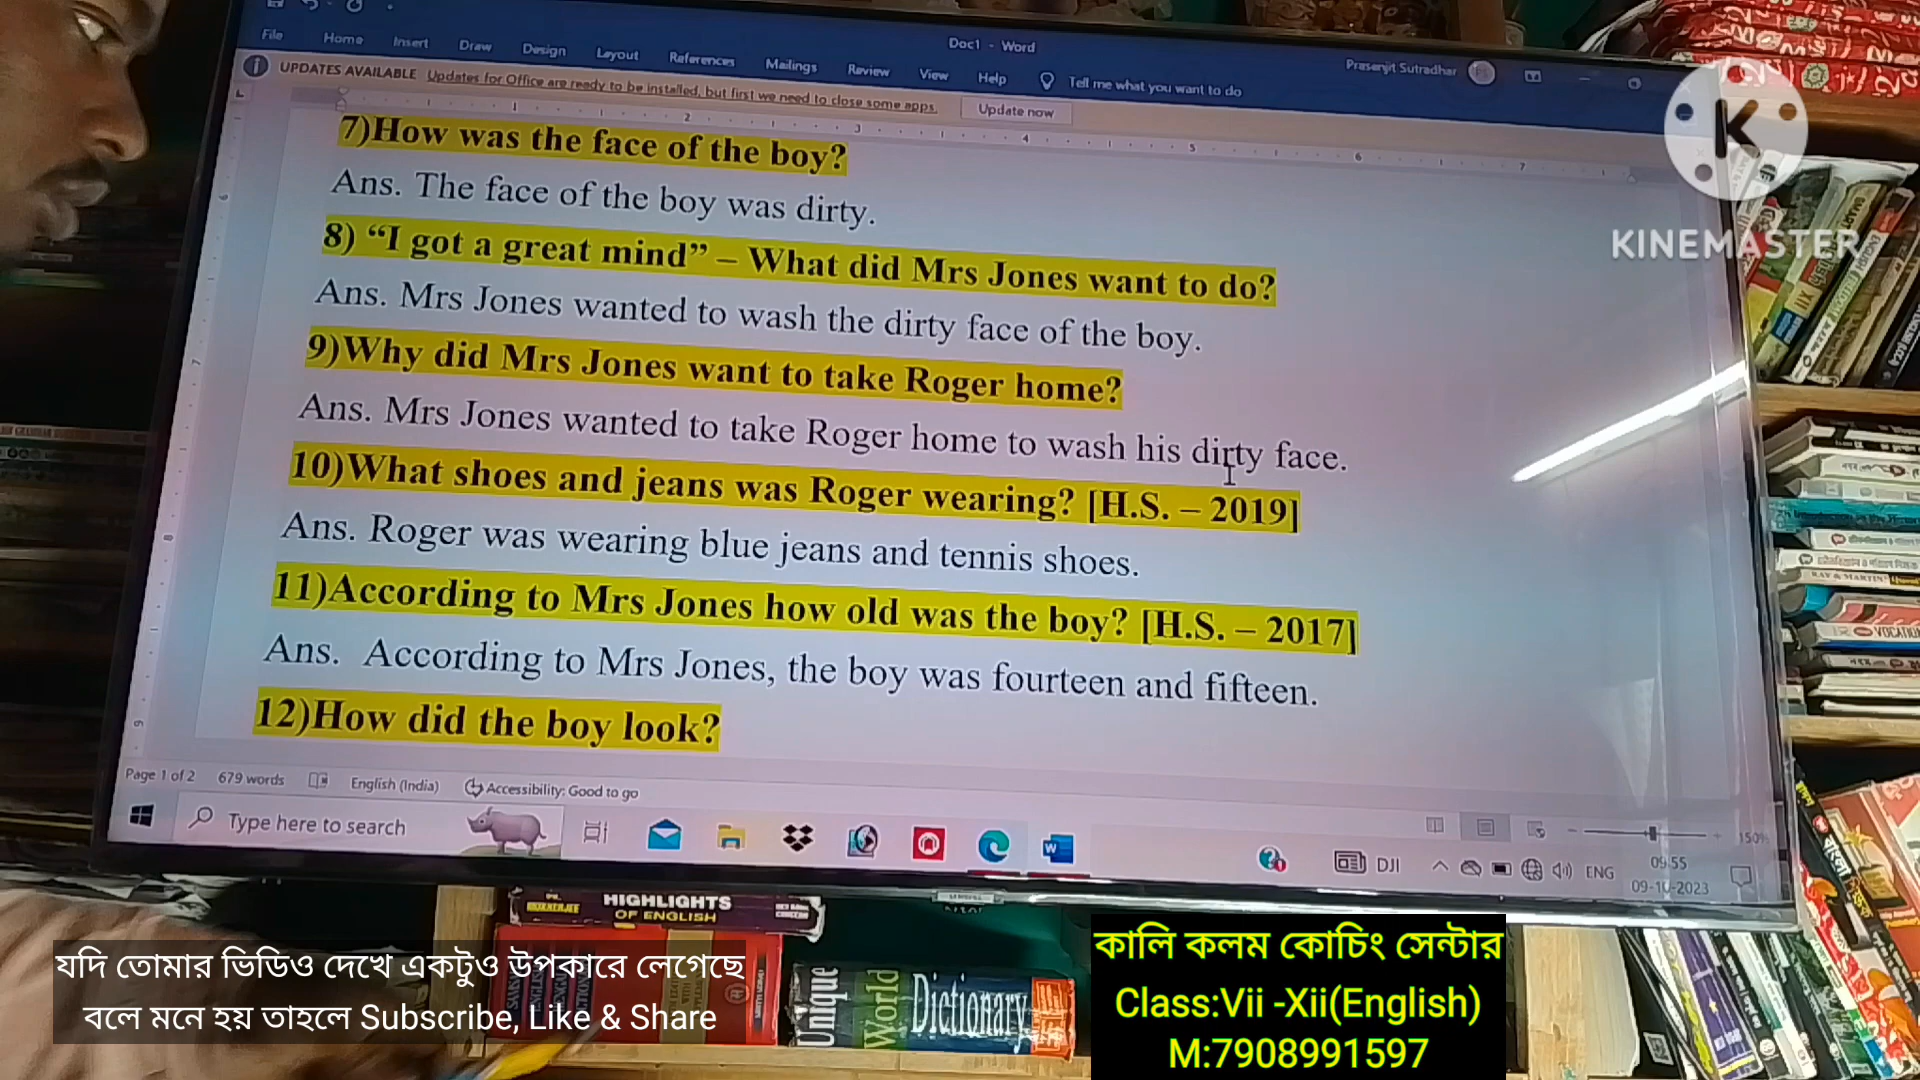 File Home Insert Draw Design Layout References Mailings Review View Help Tell me what you want to do
Doc1 - Word
Prasenjit Sutradhar
UPDATES AVAILABLE Updates for Office are ready to be installed, but first we need to close some apps. Update now
7)How was the face of the boy?
Ans. The face of the boy was dirty.
8) “I got a great mind” – What did Mrs Jones want to do?
Ans. Mrs Jones wanted to wash the dirty face of the boy.
9)Why did Mrs Jones want to take Roger home?
Ans. Mrs Jones wanted to take Roger home to wash his dirty face.
10)What shoes and jeans was Roger wearing? [H.S. – 2019]
Ans. Roger was wearing blue jeans and tennis shoes.
11)According to Mrs Jones how old was the boy? [H.S. – 2017]
Ans. According to Mrs Jones, the boy was fourteen and fifteen.
12)How did the boy look?
Page 1 of 2 679 words English (India) Accessibility: Good to go
150%
Type here to search
DJI ENG
09:55
09-10-2023
K
KINEMASTER
HIGHLIGHTS
OF ENGLISH
Unique
World
Dictionary
যদি তোমার ভিডিও দেখে একটুও উপকারে লেগেছে
বলে মনে হয় তাহলে Subscribe, Like & Share
কালি কলম কোচিং সেন্টার
Class:Vii -Xii(English)
M:7908991597